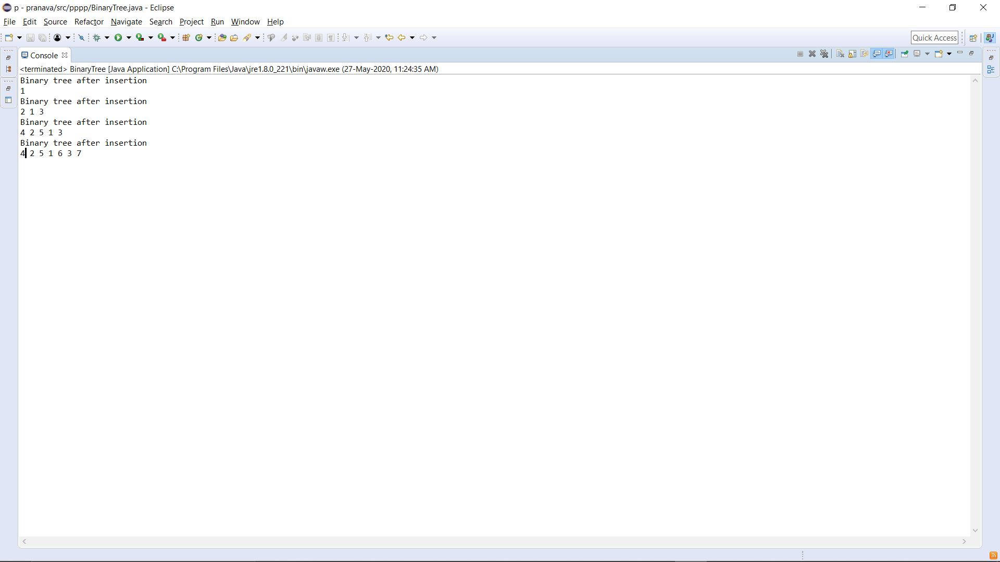 p - pranava/src/pppp/BinaryTree.java - Eclipse
File Edit Source Refactor Navigate Search Project Run Window Help
Quick Access
Console
<terminated> BinaryTree [Java Application] C:\Program Files\Java\jre1.8.0_221\bin\javaw.exe (27-May-2020, 11:24:35 AM)
Binary tree after insertion
1
Binary tree after insertion
2 1 3
Binary tree after insertion
4 2 5 1 3
Binary tree after insertion
4 2 5 1 6 3 7